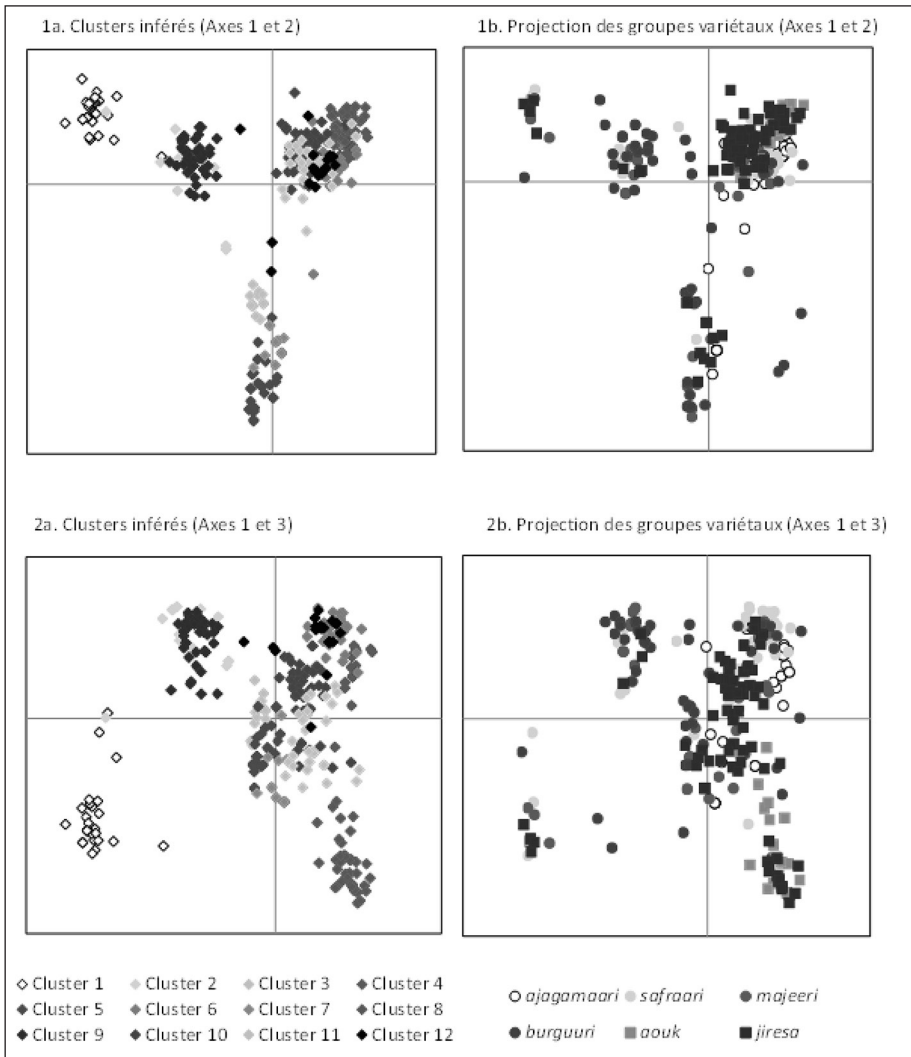 1a. Clusters inférés (Axes 1 et 2)
1b. Projection des groupes variétaux (Axes 1 et 2)
2a. Clusters inférés (Axes 1 et 3)
2b. Projection des groupes variétaux (Axes 1 et 3)
Cluster 1 Cluster 2 Cluster 3 Cluster 4
Cluster 5 Cluster 6 Cluster 7 Cluster 8
Cluster 9 Cluster 10 Cluster 11 Cluster 12
ajagamaari safraari majeeri
burguuri aouk jiresa